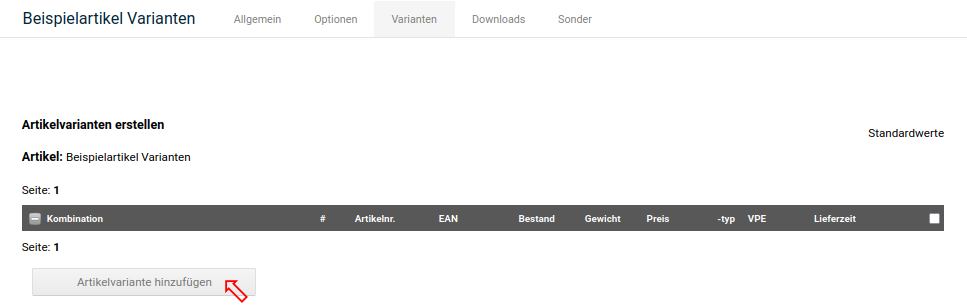 Beispielartikel Varianten Allgemein Optionen Varianten Downloads Sonder
Artikelvarianten erstellen
Standardwerte
Artikel: Beispielartikel Varianten
Seite: 1
Kombination # Artikelnr. EAN Bestand Gewicht Preis -typ VPE Lieferzeit
Seite: 1
Artikelvariante hinzufügen